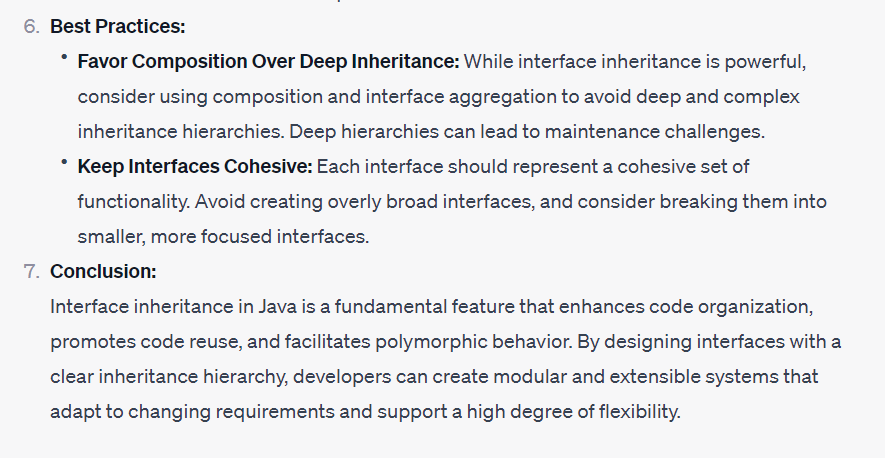 6. Best Practices:
• Favor Composition Over Deep Inheritance: While interface inheritance is powerful,
consider using composition and interface aggregation to avoid deep and complex
inheritance hierarchies. Deep hierarchies can lead to maintenance challenges.
• Keep Interfaces Cohesive: Each interface should represent a cohesive set of
functionality. Avoid creating overly broad interfaces, and consider breaking them into
smaller, more focused interfaces.
7. Conclusion:
Interface inheritance in Java is a fundamental feature that enhances code organization,
promotes code reuse, and facilitates polymorphic behavior. By designing interfaces with a
clear inheritance hierarchy, developers can create modular and extensible systems that
adapt to changing requirements and support a high degree of flexibility.